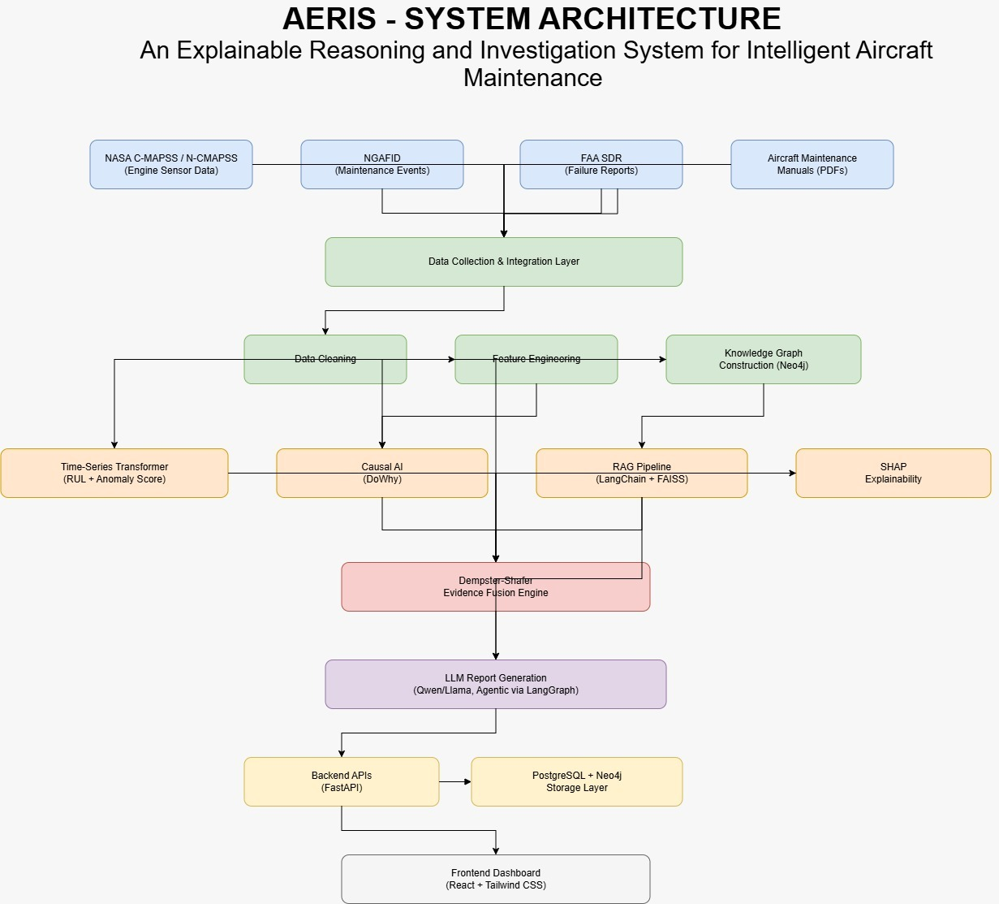 AERIS - SYSTEM ARCHITECTURE
An Explainable Reasoning and Investigation System for Intelligent Aircraft
Maintenance
NASA C-MAPSS / N-CMAPSS
(Engine Sensor Data)
NGAFID
(Maintenance Events)
FAA SDR
(Failure Reports)
Aircraft Maintenance
Manuals (PDFs)
Data Collection & Integration Layer
Data Cleaning
Feature Engineering
Knowledge Graph
Construction (Neo4j)
Time-Series Transformer
(RUL + Anomaly Score)
Causal AI
(DoWhy)
RAG Pipeline
(LangChain + FAISS)
SHAP
Explainability
Dempster-Shafer
Evidence Fusion Engine
LLM Report Generation
(Qwen/Llama, Agentic via LangGraph)
Backend APIs
(FastAPI)
PostgreSQL + Neo4j
Storage Layer
Frontend Dashboard
(React + Tailwind CSS)